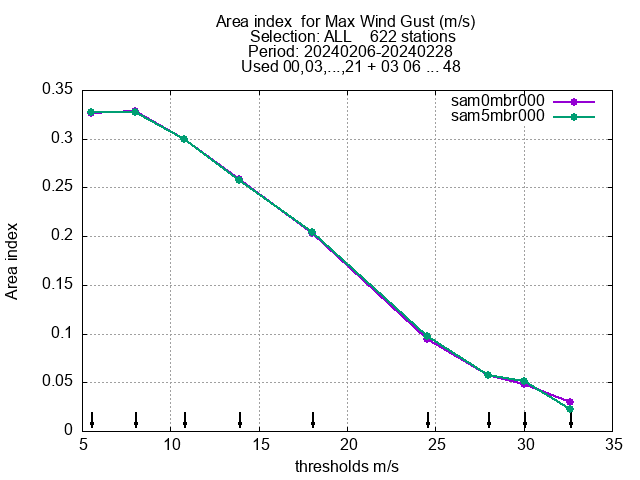 Area index  for Max Wind Gust (m/s)
Selection: ALL    622 stations
Period: 20240206-20240228
Used 00,03,...,21 + 03 06 ... 48
sam0mbr000
sam5mbr000
0.35
0.3
0.25
0.2
0.15
0.1
0.05
0
Area index
5 10 15 20 25 30 35
thresholds m/s